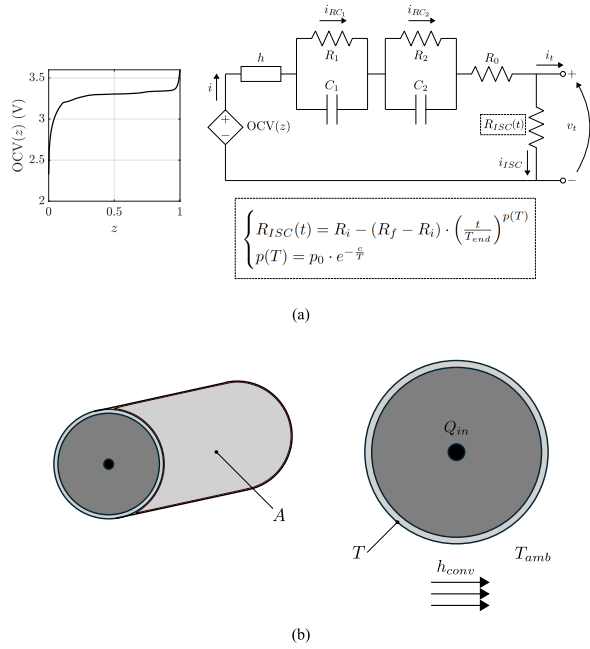 OCV(z) (V)
3.5
3
2.5
2
0
0.5
1
z
i
h
i_{RC_1}
R_1
C_1
i_{RC_2}
R_2
C_2
R_0
i_t
+
+
−
OCV(z)
R_{ISC}(t)
v_t
i_{ISC}
−
R_{ISC}(t) = R_i − (R_f − R_i) · (t/T_{end})^{p(T)}
p(T) = p_0 · e^{−c/T}
(a)
A
Q_{in}
T
T_{amb}
h_{conv}
(b)